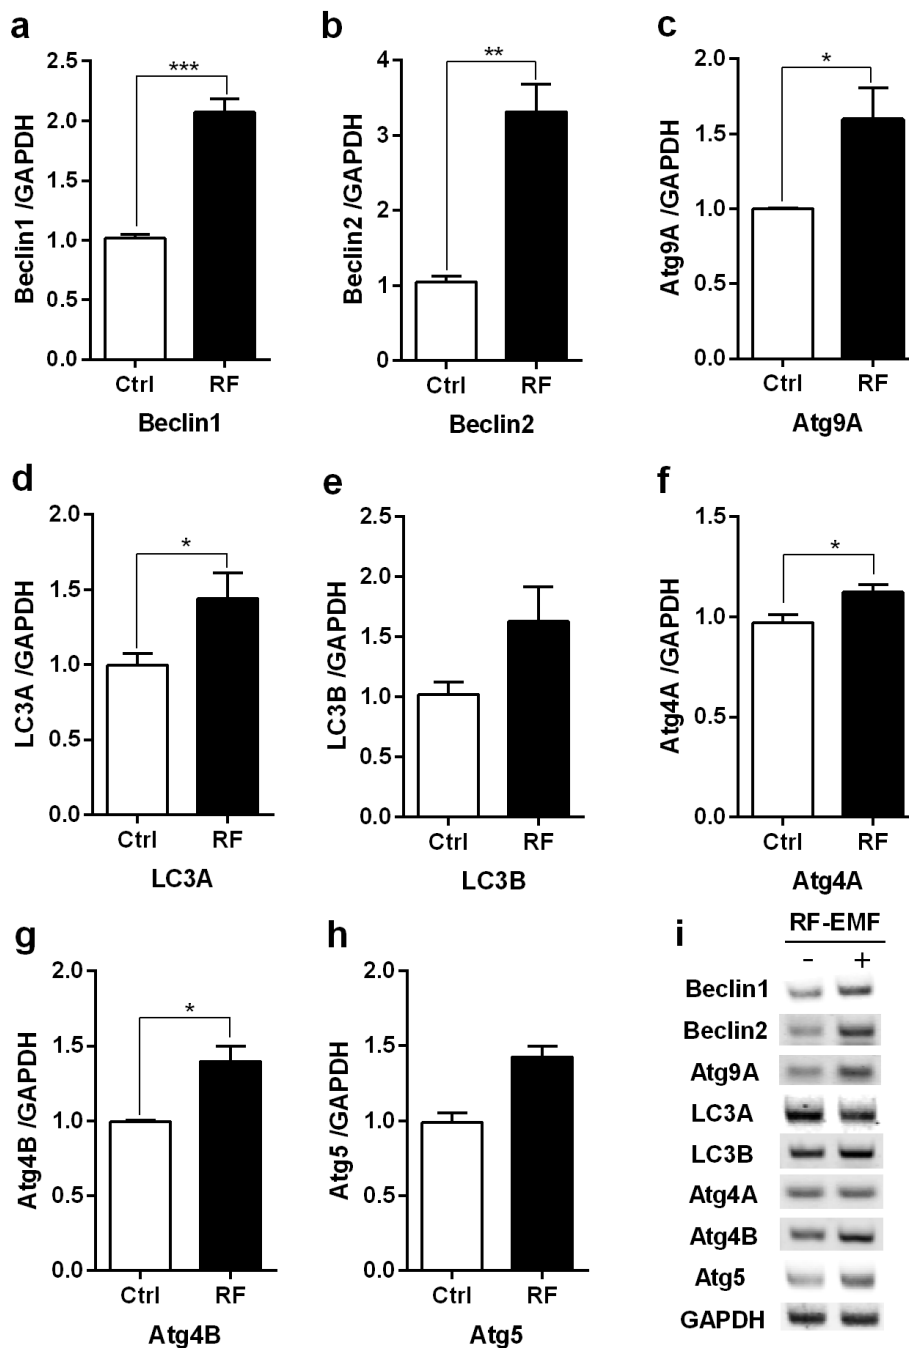 a
***
2.5
2.0
1.5
1.0
0.5
0.0
Beclin1 /GAPDH
Ctrl RF
Beclin1
b
**
4
3
2
1
0
Beclin2 /GAPDH
Ctrl RF
Beclin2
c
*
2.0
1.5
1.0
0.5
0.0
Atg9A /GAPDH
Ctrl RF
Atg9A
d
*
2.0
1.5
1.0
0.5
0.0
LC3A /GAPDH
Ctrl RF
LC3A
e
2.5
2.0
1.5
1.0
0.5
0.0
LC3B /GAPDH
Ctrl RF
LC3B
f
*
1.5
1.0
0.5
0.0
Atg4A /GAPDH
Ctrl RF
Atg4A
g
*
2.0
1.5
1.0
0.5
0.0
Atg4B /GAPDH
Ctrl RF
Atg4B
h
2.0
1.5
1.0
0.5
0.0
Atg5 /GAPDH
Ctrl RF
Atg5
i
RF-EMF
- +
Beclin1
Beclin2
Atg9A
LC3A
LC3B
Atg4A
Atg4B
Atg5
GAPDH